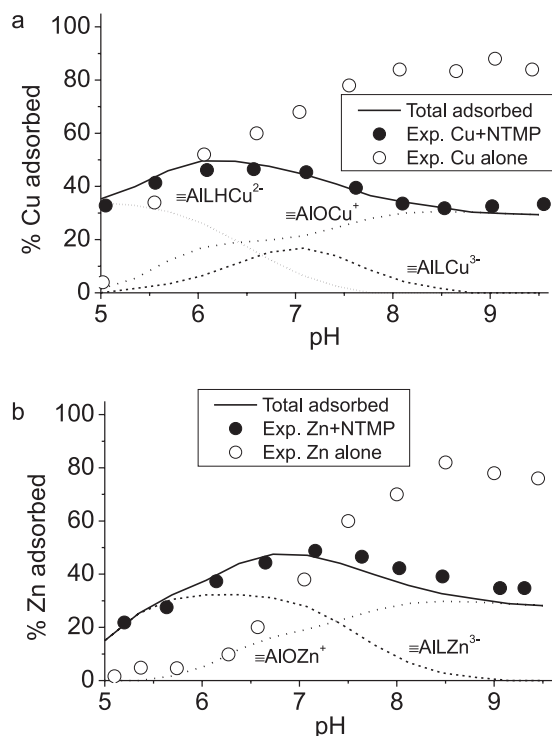 a
100
80
60
40
20
0
% Cu adsorbed
Total adsorbed
Exp. Cu+NTMP
Exp. Cu alone
≡AlLHCu²⁻
≡AlOCu⁺
≡AlLCu³⁻
5 6 7 8 9
pH
b
100
80
60
40
20
0
% Zn adsorbed
Total adsorbed
Exp. Zn+NTMP
Exp. Zn alone
≡AlOZn⁺
≡AlLZn³⁻
5 6 7 8 9
pH